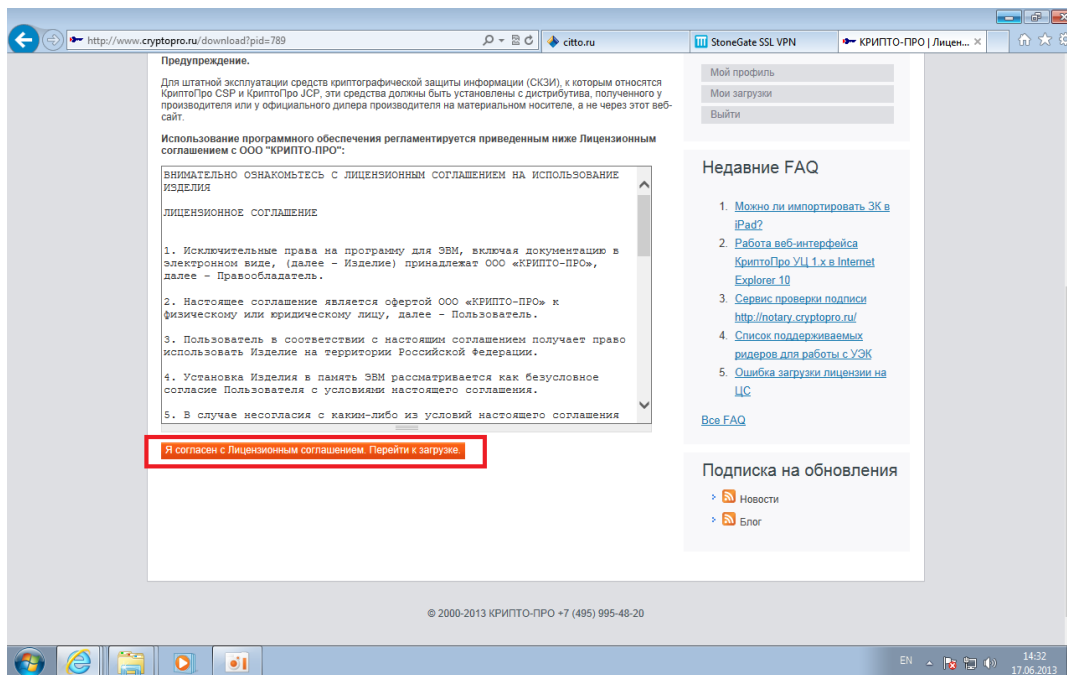 http://www.cryptopro.ru/download?pid=789
citto.ru
StoneGate SSL VPN
КРИПТО-ПРО | Лицен...
Предупреждение.
Для штатной эксплуатации средств криптографической защиты информации (СКЗИ), к которым относятся
КриптоПро CSP и КриптоПро JCP, эти средства должны быть установлены с дистрибутива, полученного у
производителя или у официального дилера производителя на материальном носителе, а не через этот веб-
сайт.
Использование программного обеспечения регламентируется приведенным ниже Лицензионным
соглашением с ООО "КРИПТО-ПРО":
ВНИМАТЕЛЬНО ОЗНАКОМЬТЕСЬ С ЛИЦЕНЗИОННЫМ СОГЛАШЕНИЕМ НА ИСПОЛЬЗОВАНИЕ
ИЗДЕЛИЯ
ЛИЦЕНЗИОННОЕ СОГЛАШЕНИЕ
1. Исключительные права на программу для ЭВМ, включая документацию в
электронном виде, (далее – Изделие) принадлежат ООО «КРИПТО-ПРО»,
далее – Правообладатель.
2. Настоящее соглашение является офертой ООО «КРИПТО-ПРО» к
физическому или юридическому лицу, далее – Пользователь.
3. Пользователь в соответствии с настоящим соглашением получает право
использовать Изделие на территории Российской Федерации.
4. Установка Изделия в память ЭВМ рассматривается как безусловное
согласие Пользователя с условиями настоящего соглашения.
5. В случае несогласия с каким-либо из условий настоящего соглашения
Я согласен с Лицензионным соглашением. Перейти к загрузке.
Мой профиль
Мои загрузки
Выйти
Недавние FAQ
1. Можно ли импортировать ЗК в
iPad?
2. Работа веб-интерфейса
КриптоПро УЦ 1.x в Internet
Explorer 10
3. Сервис проверки подписи
http://notary.cryptopro.ru/
4. Список поддерживаемых
ридеров для работы с УЭК
5. Ошибка загрузки лицензии на
ЦС
Все FAQ
Подписка на обновления
Новости
Блог
© 2000-2013 КРИПТО-ПРО +7 (495) 995-48-20
EN
14:32
17.06.2013